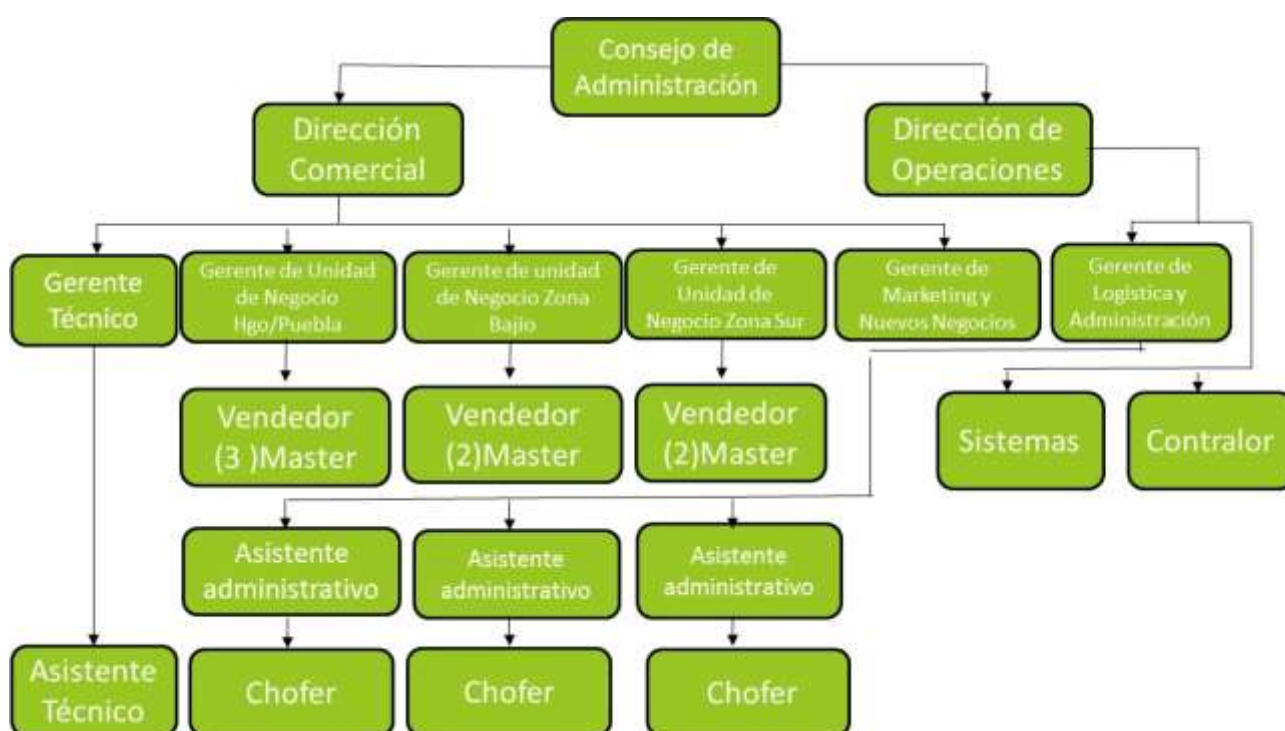 Consejo de
Administración
Dirección
Comercial
Dirección de
Operaciones
Gerente
Técnico
Gerente de Unidad
de Negocio
Hgo/Puebla
Gerente de unidad
de Negocio Zona
Bajio
Gerente de
Unidad de
Negocio Zona Sur
Gerente de
Marketing y
Nuevos Negocios
Gerente de
Logística y
Administración
Vendedor
(3 )Master
Vendedor
(2)Master
Vendedor
(2)Master
Sistemas
Contralor
Asistente
administrativo
Asistente
administrativo
Asistente
administrativo
Asistente
Técnico
Chofer
Chofer
Chofer